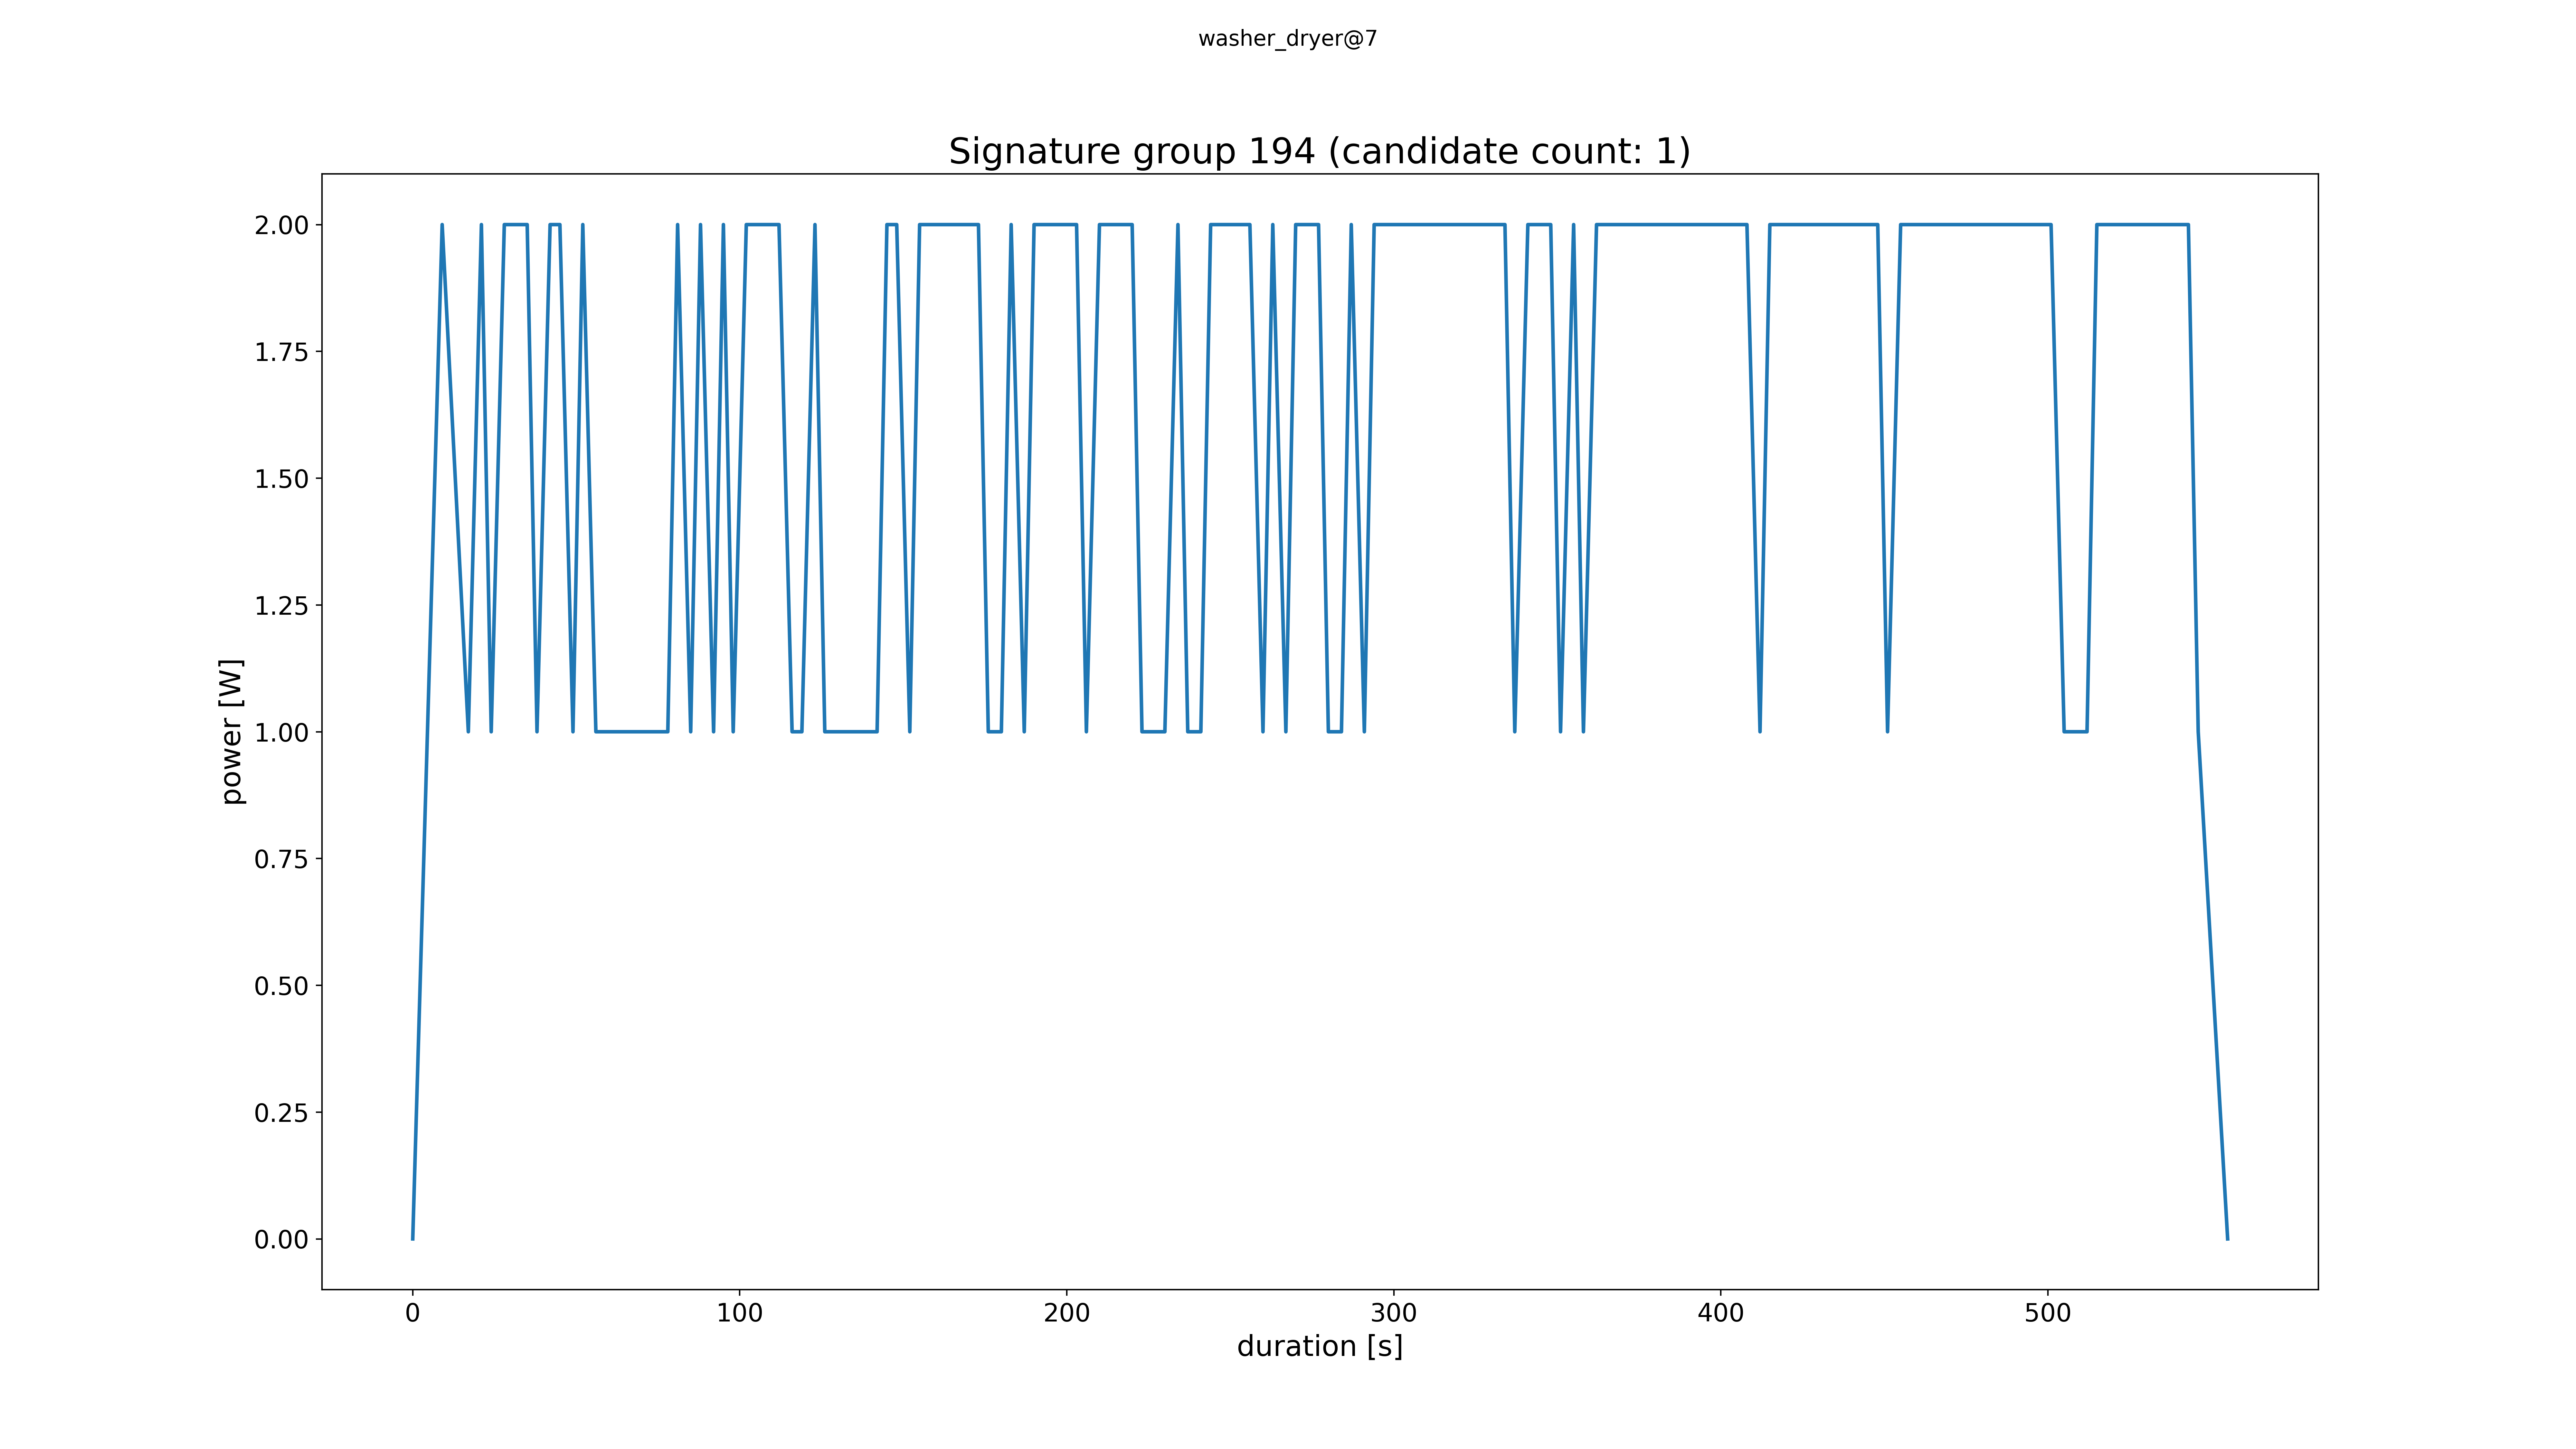 washer_dryer@7
Signature group 194 (candidate count: 1)
power [W]
2.00
1.75
1.50
1.25
1.00
0.75
0.50
0.25
0.00
0 100 200 300 400 500
duration [s]